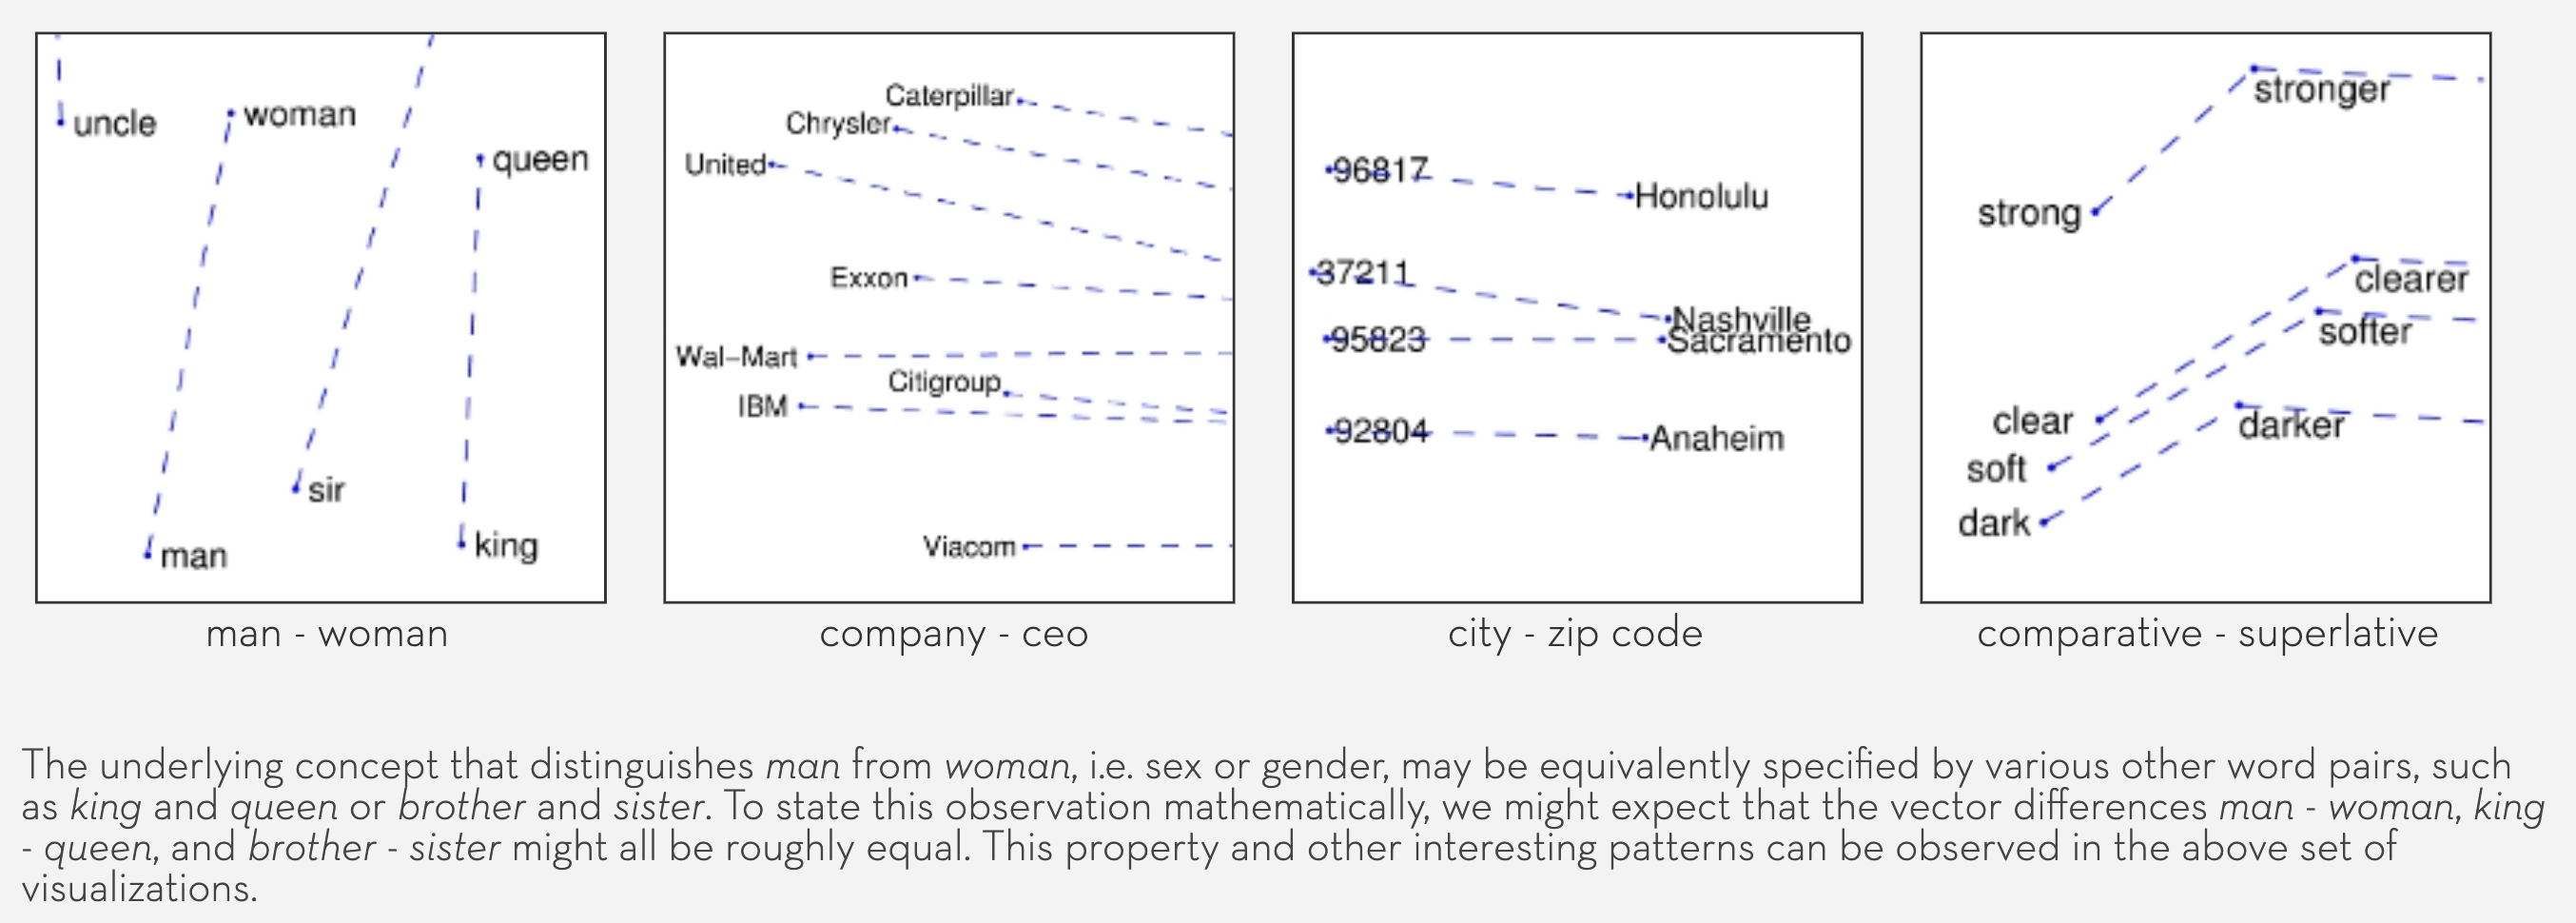 uncle
woman
queen
sir
man
king
man - woman
Caterpillar
Chrysler
United
Exxon
Wal-Mart
Citigroup
IBM
Viacom
company - ceo
96817
Honolulu
37211
Nashville
95823
Sacramento
92804
Anaheim
city - zip code
stronger
strong
clearer
softer
clear
darker
soft
dark
comparative - superlative
The underlying concept that distinguishes man from woman, i.e. sex or gender, may be equivalently specified by various other word pairs, such
as king and queen or brother and sister. To state this observation mathematically, we might expect that the vector differences man - woman, king
- queen, and brother - sister might all be roughly equal. This property and other interesting patterns can be observed in the above set of
visualizations.